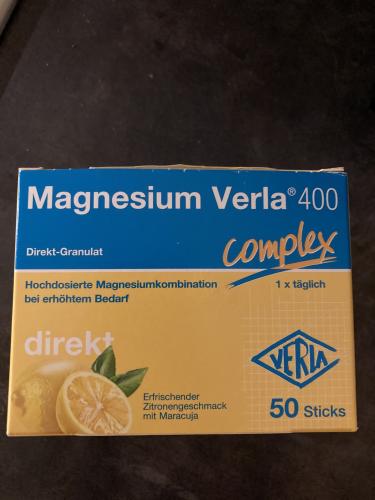 Magnesium Verla® 400
Direkt-Granulat
complex
Hochdosierte Magnesiumkombination
bei erhöhtem Bedarf
1 x täglich
direkt
VERLA
Erfrischender
Zitronengeschmack
mit Maracuja
50 Sticks